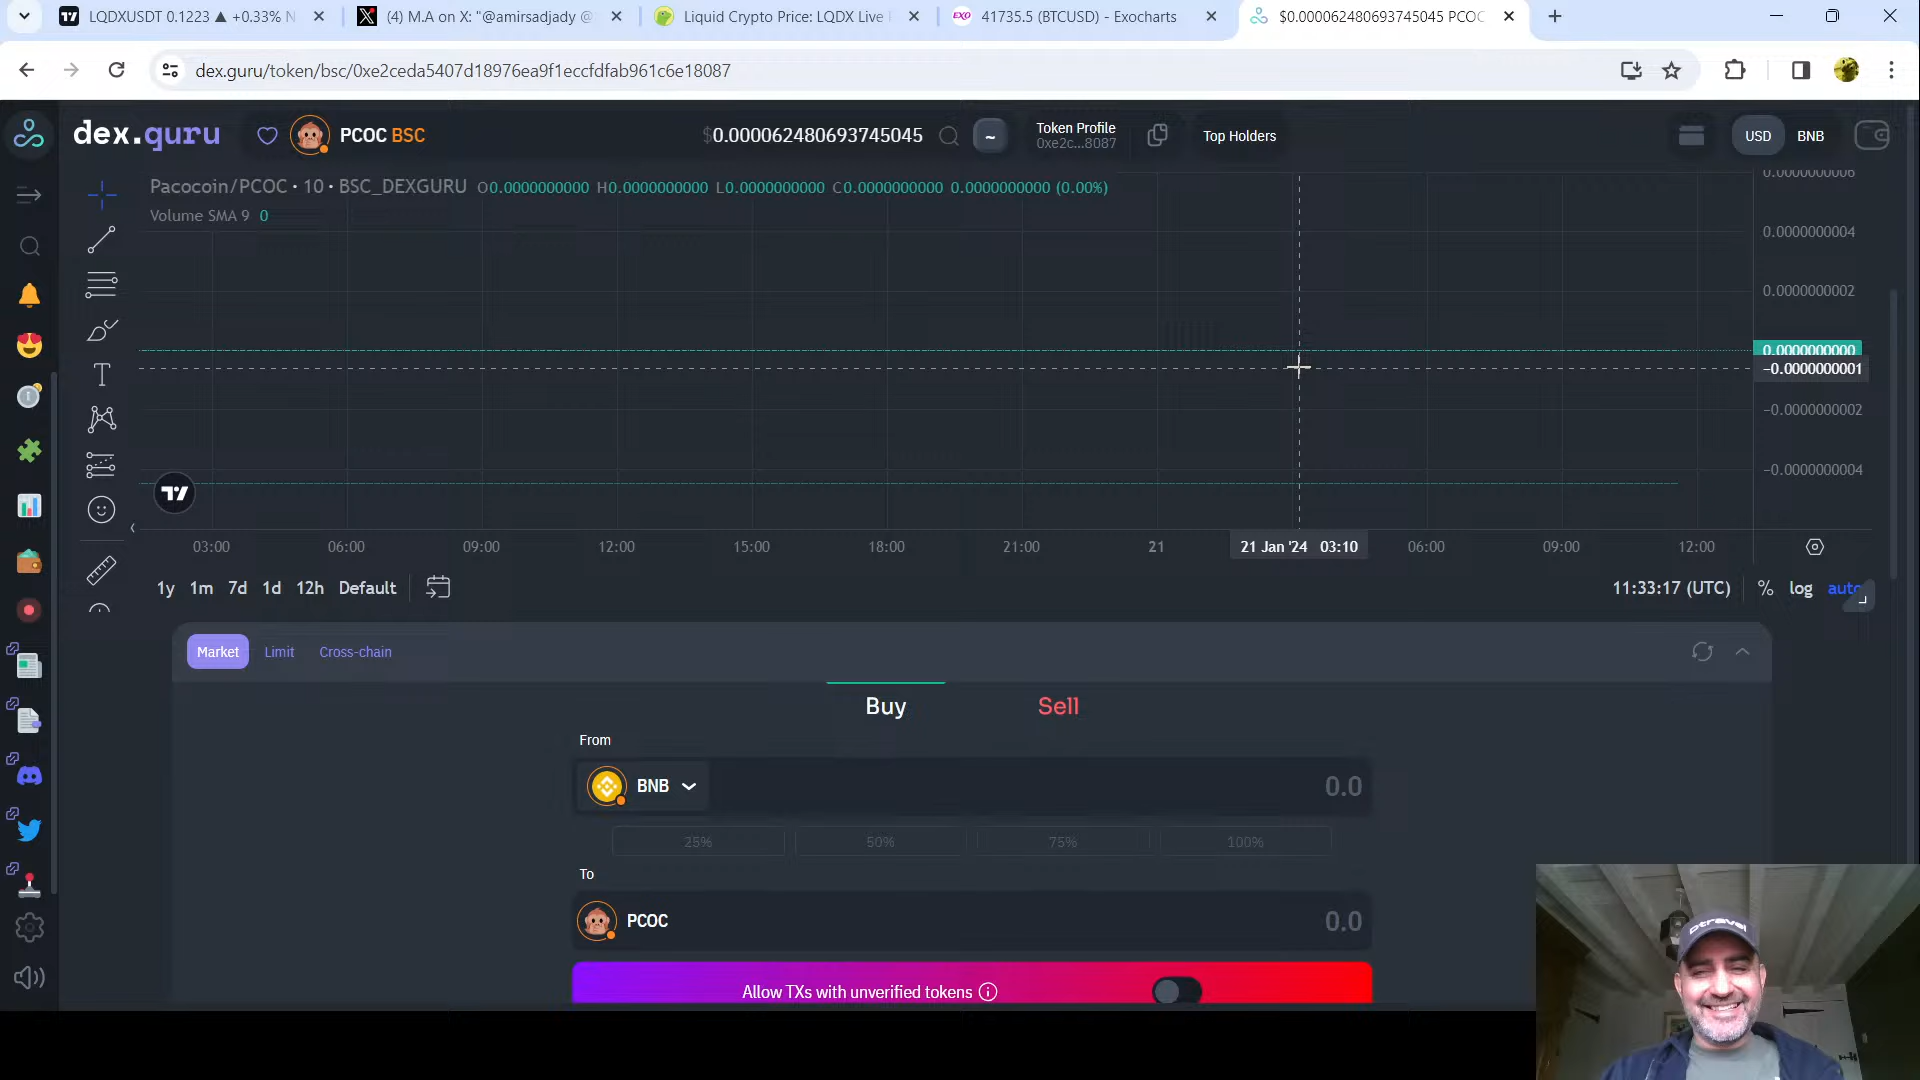 LQDXUSDT 0.1223 ▲ +0.33% N
(4) M.A on X: "@amirsadjady @
Liquid Crypto Price: LQDX Live
EXO 41735.5 (BTCUSD) - Exocharts
$0.000062480693745045 PCOC
dex.guru/token/bsc/0xe2ceda5407d18976ea9f1eccfdfab961c6e18087
dex.guru
PCOC BSC
$0.000062480693745045
~
Token Profile
0xe2c...8087
Top Holders
USD
BNB
Pacocoin/PCOC • 10 • BSC_DEXGURU O0.0000000000 H0.0000000000 L0.0000000000 C0.0000000000 0.0000000000 (0.00%)
Volume SMA 9 0
0.0000000006
0.0000000004
0.0000000002
0.0000000000
−0.0000000001
−0.0000000002
−0.0000000004
03:00 06:00 09:00 12:00 15:00 18:00 21:00 21 21 Jan '24 03:10 06:00 09:00 12:00
1y 1m 7d 1d 12h Default
11:33:17 (UTC) % log auto
Market Limit Cross-chain
Buy Sell
From
BNB 0.0
25% 50% 75% 100%
To
PCOC 0.0
Allow TXs with unverified tokens
dtravel